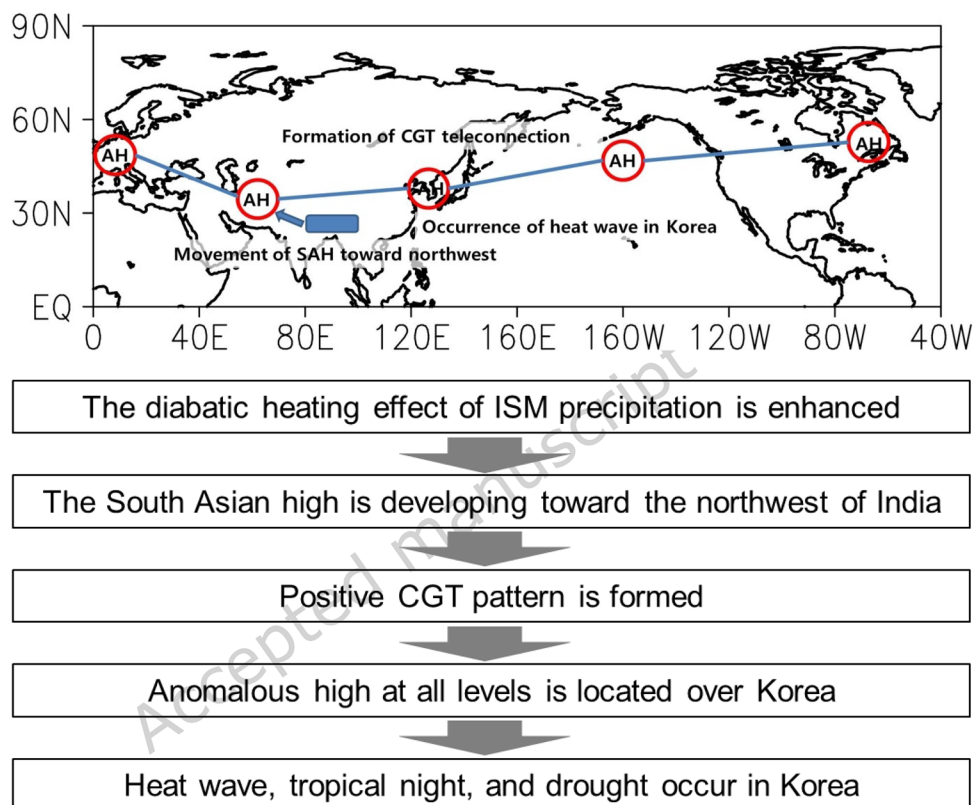 90N
60N
30N
EQ
AH
AH
AH
AH
AH
Formation of CGT teleconnection
Occurrence of heat wave in Korea
Movement of SAH toward northwest
0 40E 80E 120E 160E 160W 120W 80W 40W
The diabatic heating effect of ISM precipitation is enhanced
The South Asian high is developing toward the northwest of India
Positive CGT pattern is formed
Anomalous high at all levels is located over Korea
Heat wave, tropical night, and drought occur in Korea
Accepted manuscript